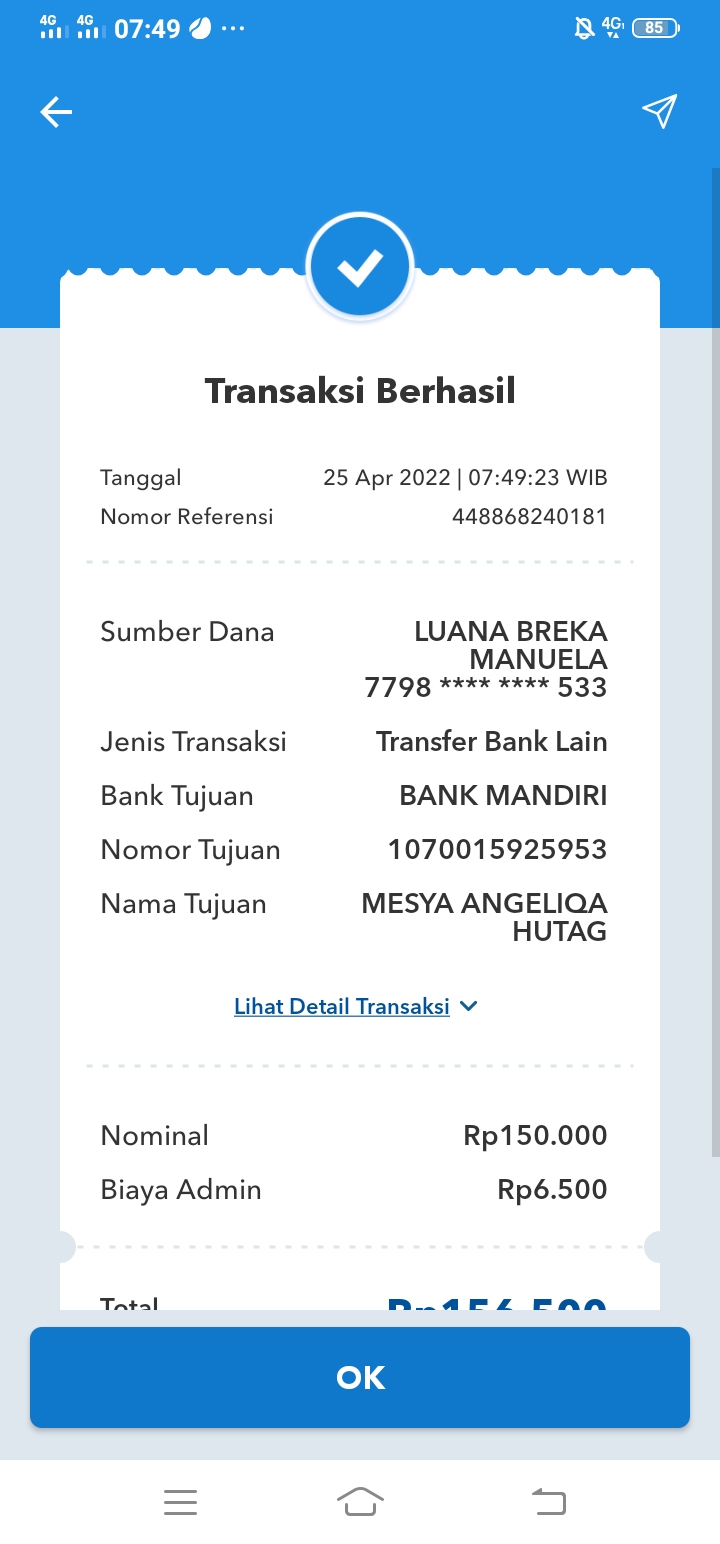 4G 4G 07:49 ... 4G 85
Transaksi Berhasil
Tanggal 25 Apr 2022 | 07:49:23 WIB
Nomor Referensi 448868240181
Sumber Dana LUANA BREKA
MANUELA
7798 **** **** 533
Jenis Transaksi Transfer Bank Lain
Bank Tujuan BANK MANDIRI
Nomor Tujuan 1070015925953
Nama Tujuan MESYA ANGELIQA
HUTAG
Lihat Detail Transaksi
Nominal Rp150.000
Biaya Admin Rp6.500
Total Rp156.500
OK